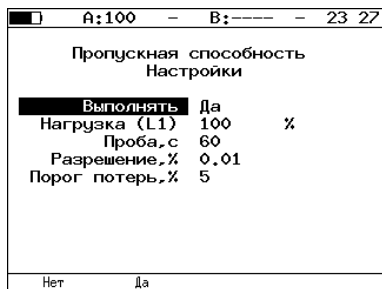 A:100 – B:---- – 23 27
Пропускная способность
Настройки
Выполнять Да
Нагрузка (L1) 100 %
Проба,с 60
Разрешение,% 0.01
Порог потерь,% 5
Нет Да